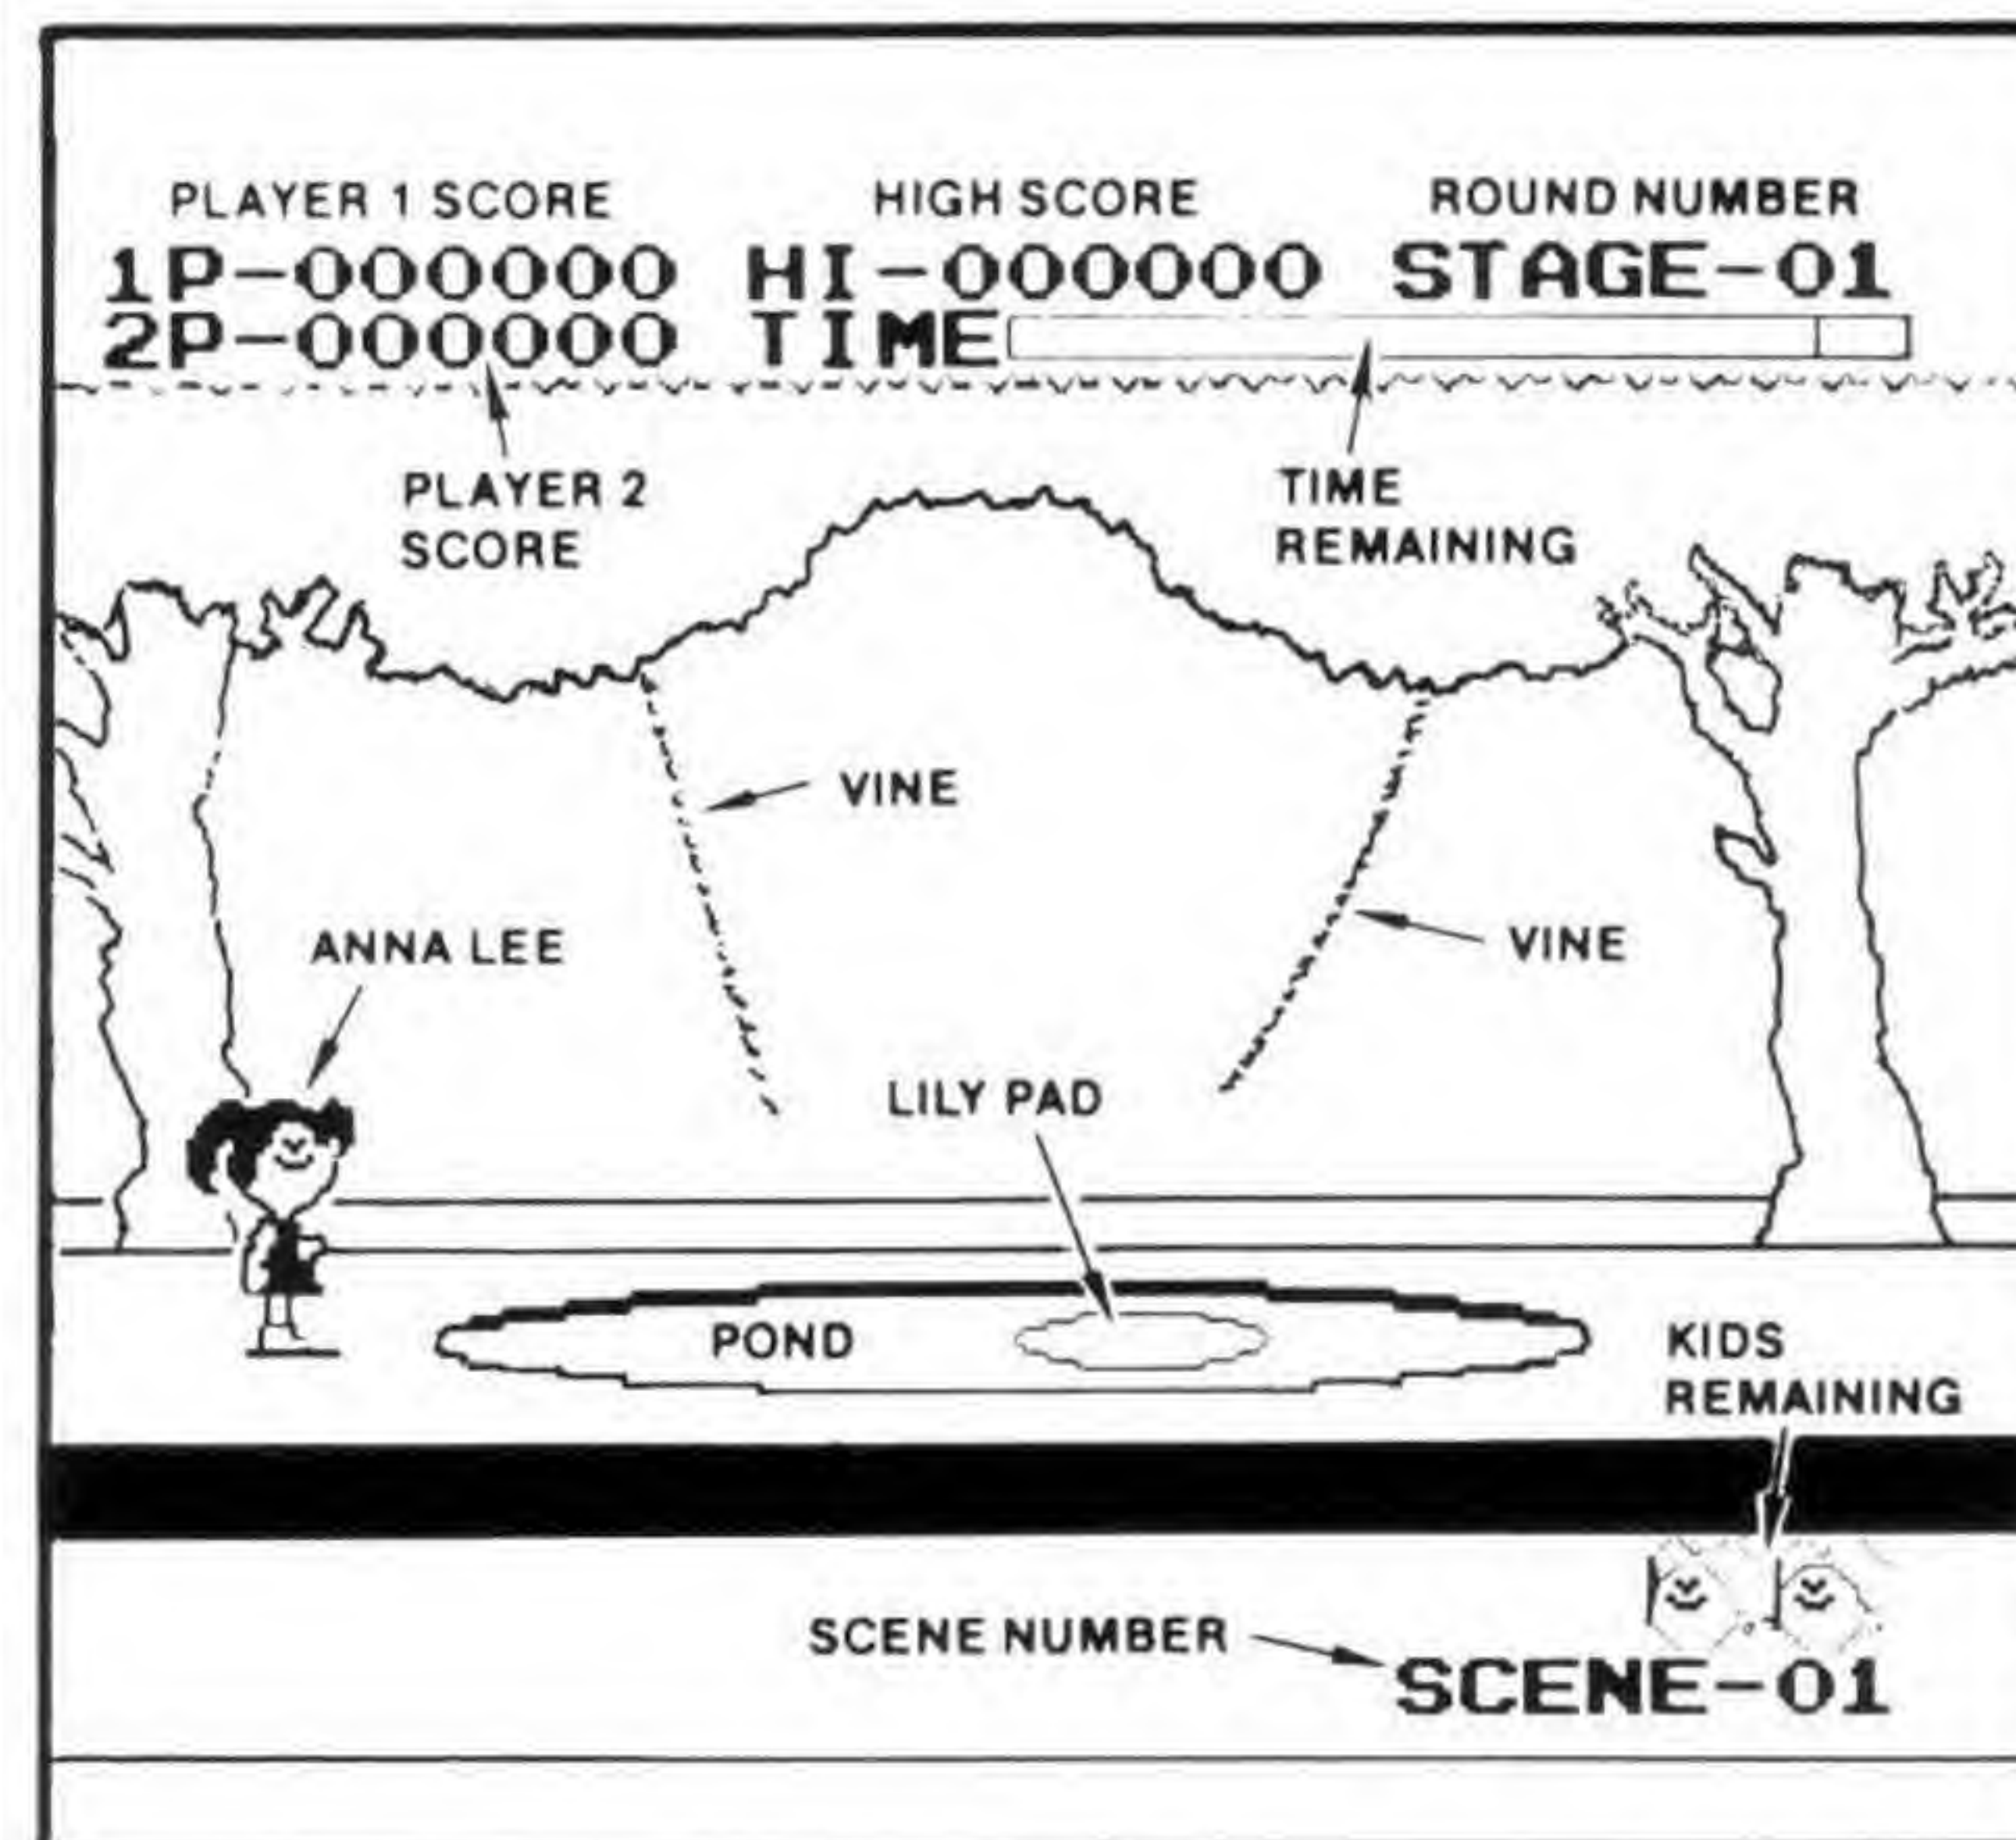 PLAYER 1 SCORE HIGH SCORE ROUND NUMBER
1P-000000 HI-000000 STAGE-01
2P-000000 TIME
PLAYER 2
SCORE
TIME
REMAINING
VINE
ANNA LEE
VINE
LILY PAD
POND
KIDS
REMAINING
SCENE NUMBER
SCENE-01